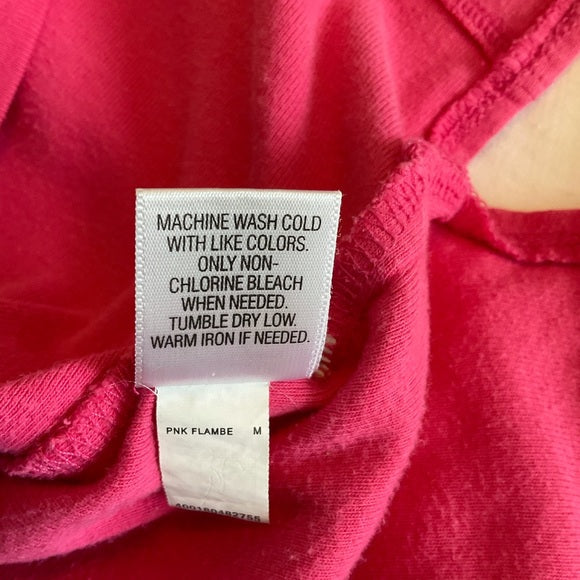 MACHINE WASH COLD
WITH LIKE COLORS.
ONLY NON-
CHLORINE BLEACH
WHEN NEEDED.
TUMBLE DRY LOW.
WARM IRON IF NEEDED.
PNK FLAMBE M